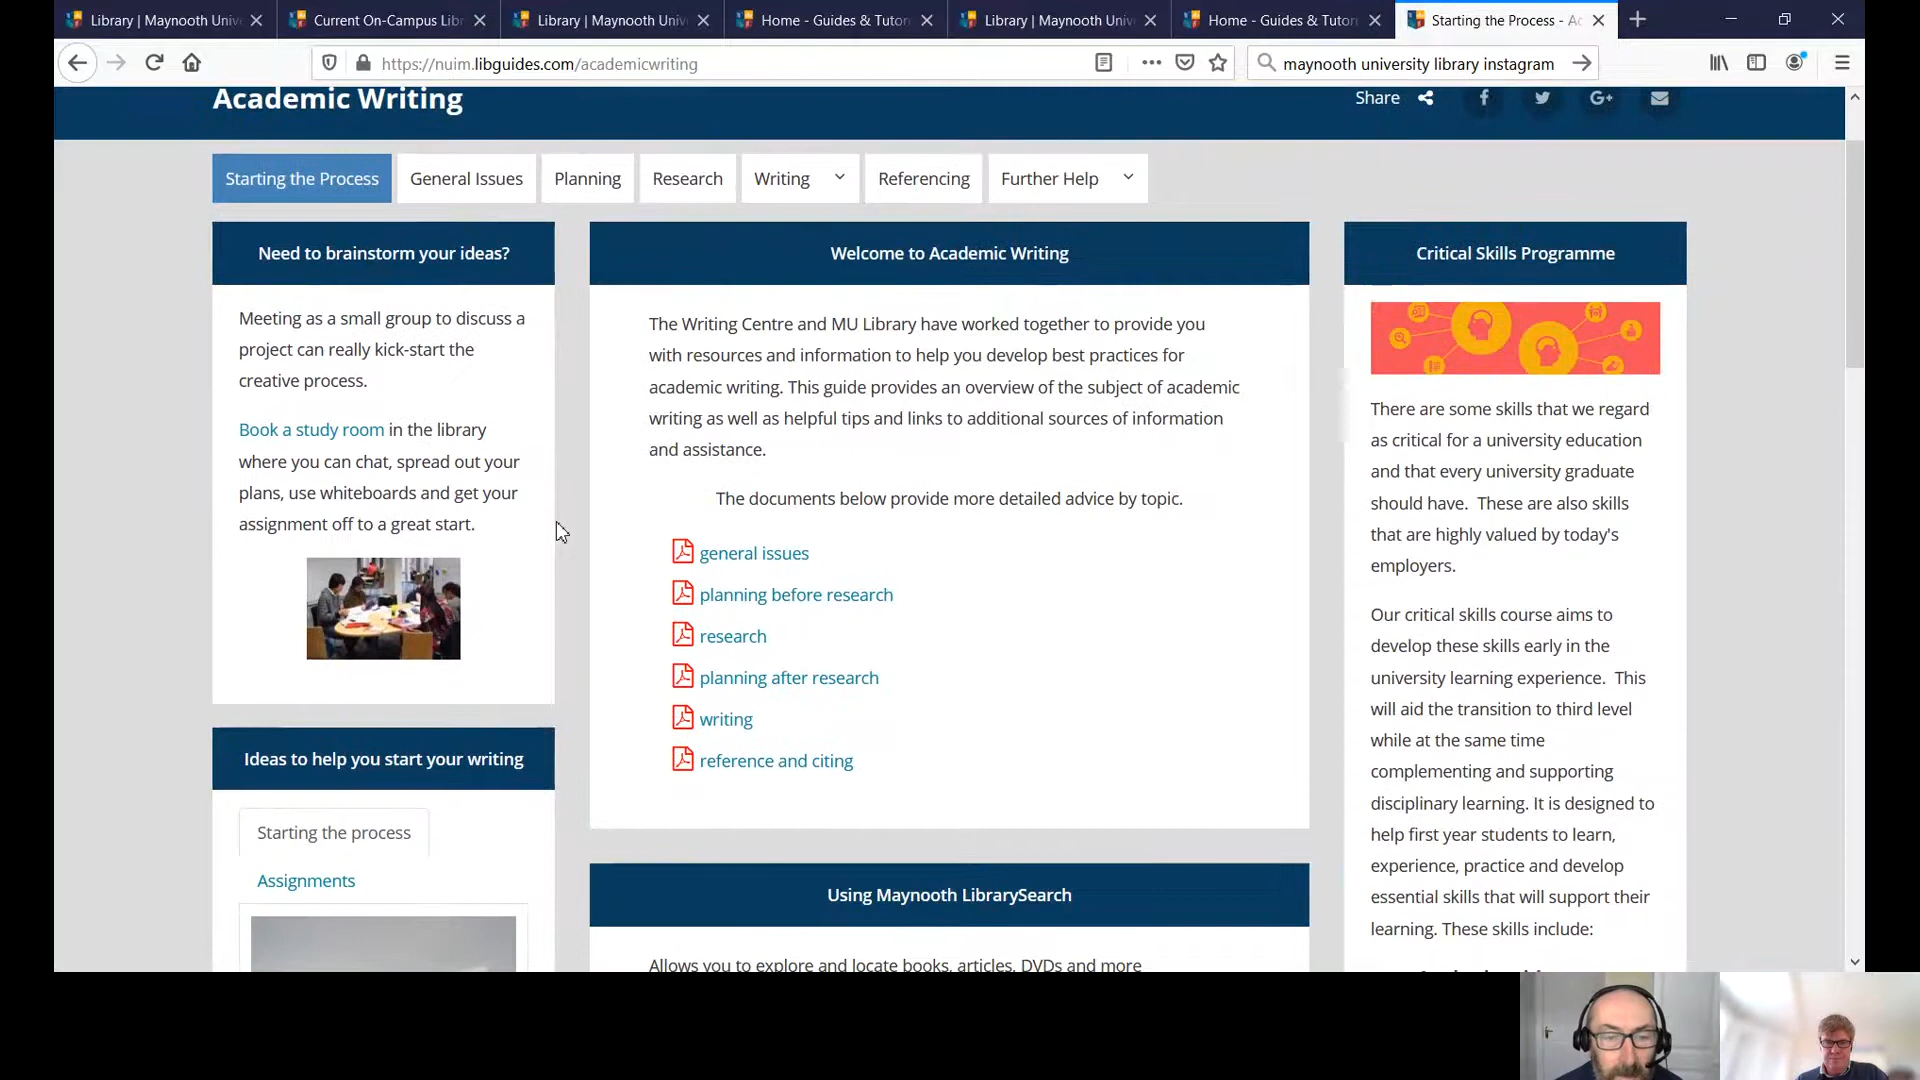 Library | Maynooth Univ
Current On-Campus Libr
Library | Maynooth Univ
Home - Guides & Tutor
Library | Maynooth Univ
Home - Guides & Tutor
Starting the Process - Ac
https://nuim.libguides.com/academicwriting
maynooth university library instagram
Academic Writing
Share
Starting the Process
General Issues
Planning
Research
Writing
Referencing
Further Help
Need to brainstorm your ideas?
Meeting as a small group to discuss a
project can really kick-start the
creative process.
Book a study room in the library
where you can chat, spread out your
plans, use whiteboards and get your
assignment off to a great start.
Ideas to help you start your writing
Starting the process
Assignments
Welcome to Academic Writing
The Writing Centre and MU Library have worked together to provide you
with resources and information to help you develop best practices for
academic writing. This guide provides an overview of the subject of academic
writing as well as helpful tips and links to additional sources of information
and assistance.
The documents below provide more detailed advice by topic.
general issues
planning before research
research
planning after research
writing
reference and citing
Using Maynooth LibrarySearch
Allows you to explore and locate books, articles, DVDs and more
Critical Skills Programme
There are some skills that we regard
as critical for a university education
and that every university graduate
should have. These are also skills
that are highly valued by today's
employers.
Our critical skills course aims to
develop these skills early in the
university learning experience. This
will aid the transition to third level
while at the same time
complementing and supporting
disciplinary learning. It is designed to
help first year students to learn,
experience, practice and develop
essential skills that will support their
learning. These skills include: